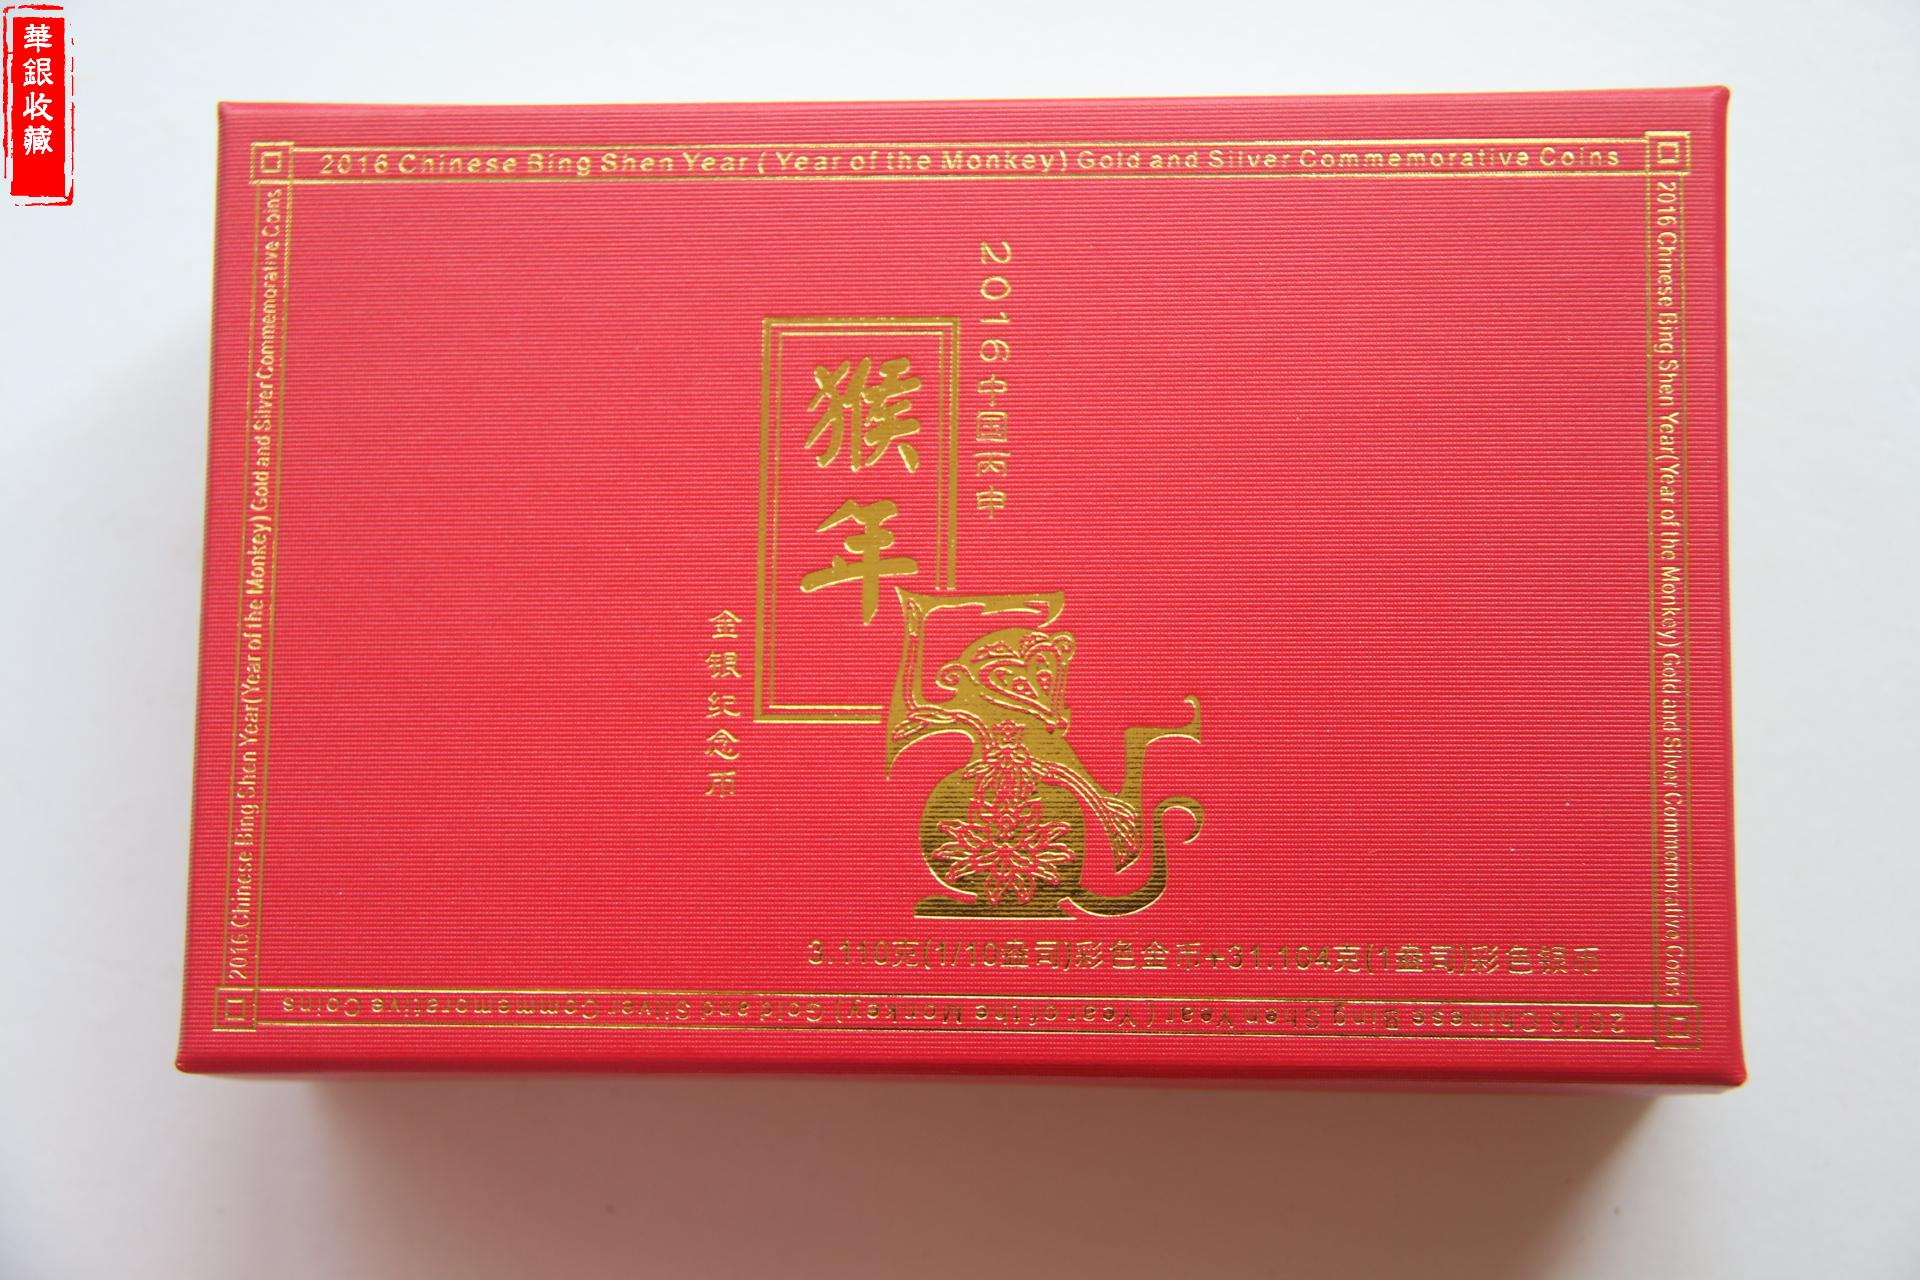 華銀收藏
2016 Chinese Bing Shen Year ( Year of the Monkey ) Gold and Silver Commemorative Coins
2016 Chinese Bing Shen Year(Year of the Monkey) Gold and Silver Commemorative Coins
2016 Chinese Bing Shen Year(Year of the Monkey) Gold and Silver Commemorative Coins
2016中国丙申
猴年
金银纪念币
3.110克(1/10盎司)彩色金币+31.104克(1盎司)彩色银币
2016 Chinese Bing Shen Year ( Year of the Monkey ) Gold and Silver Commemorative Coins